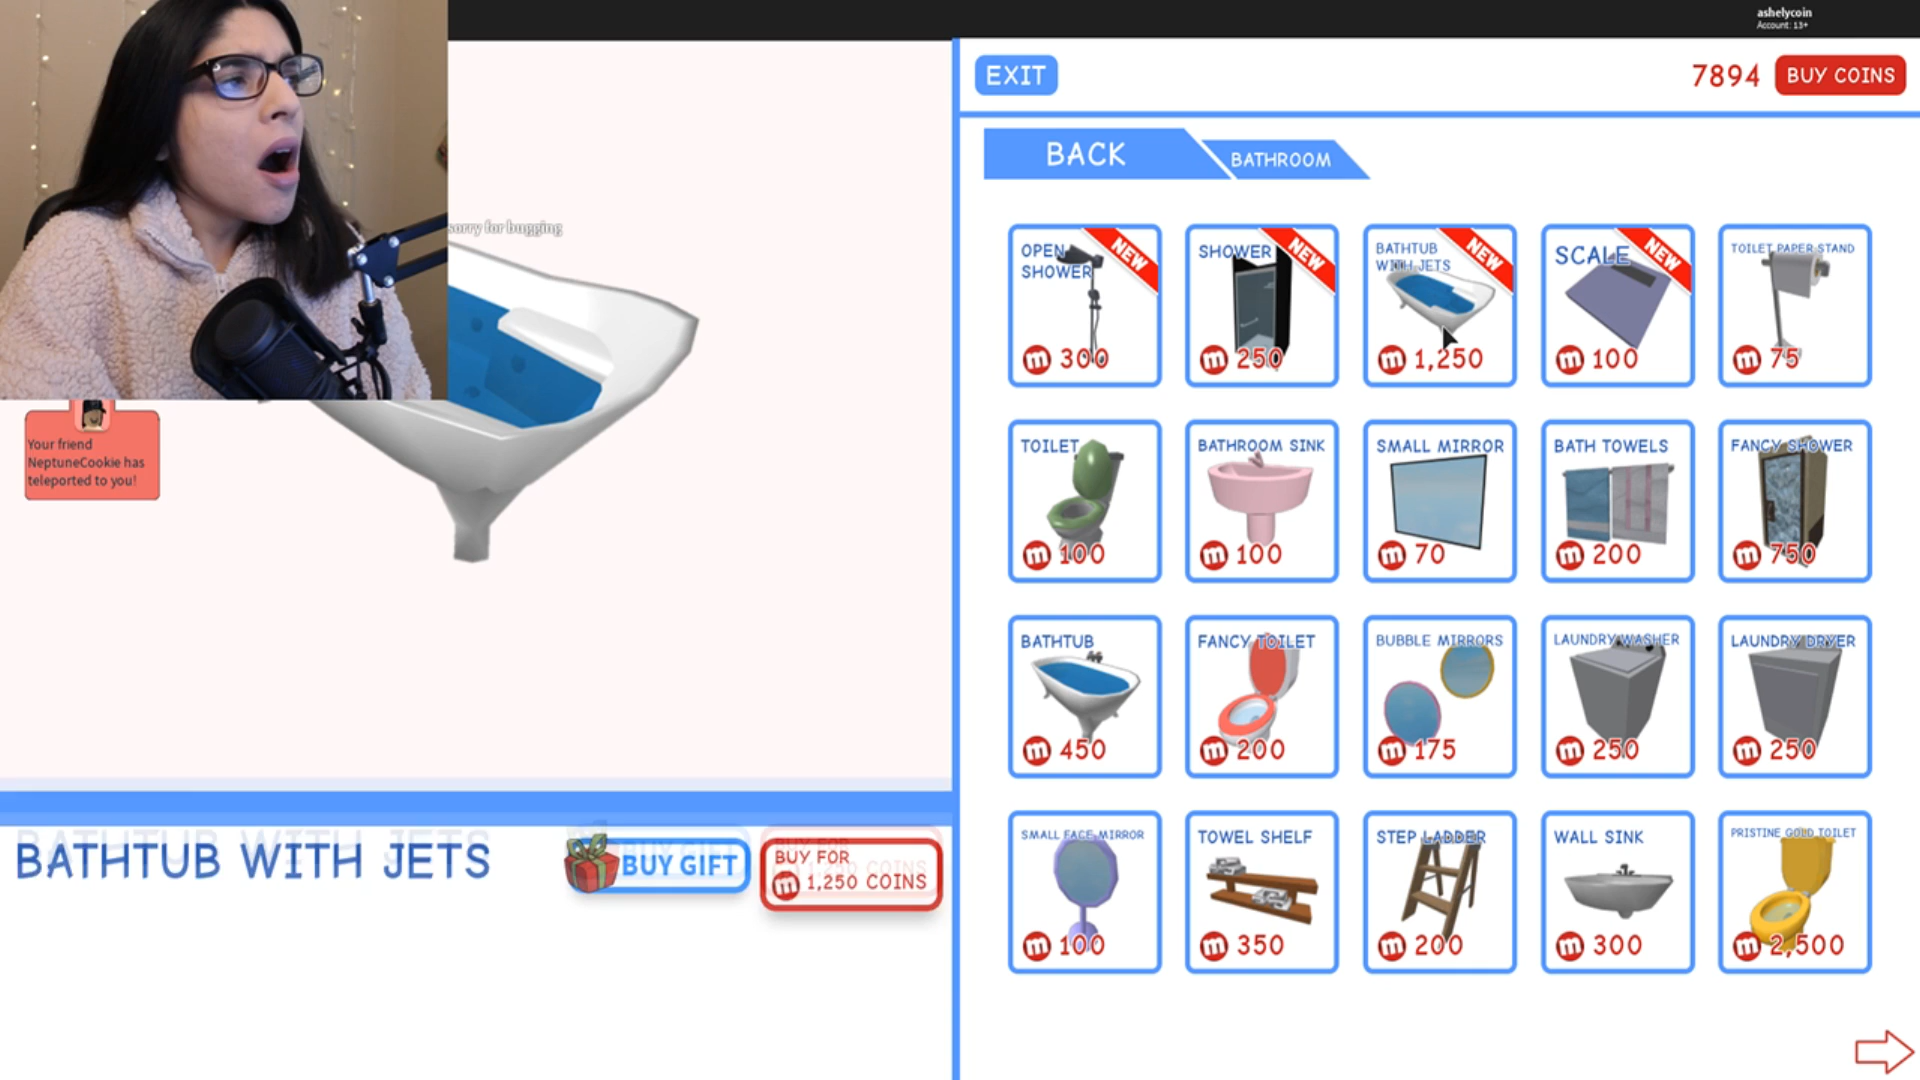 ashelycoin
Account: 13+
EXIT
7894
BUY COINS
BACK
BATHROOM
sorry for bugging
OPEN
SHOWER
NEW
300
SHOWER
NEW
250
BATHTUB
WITH JETS
NEW
1,250
SCALE
NEW
100
TOILET PAPER STAND
75
Your friend
NeptuneCookie has
teleported to you!
TOILET
100
BATHROOM SINK
100
SMALL MIRROR
70
BATH TOWELS
200
FANCY SHOWER
750
BATHTUB
450
FANCY TOILET
200
BUBBLE MIRRORS
175
LAUNDRY WASHER
250
LAUNDRY DRYER
250
SMALL FACE MIRROR
100
TOWEL SHELF
350
STEP LADDER
200
WALL SINK
300
PRISTINE GOLD TOILET
2,500
BATHTUB WITH JETS
BUY GIFT
BUY FOR
1,250 COINS